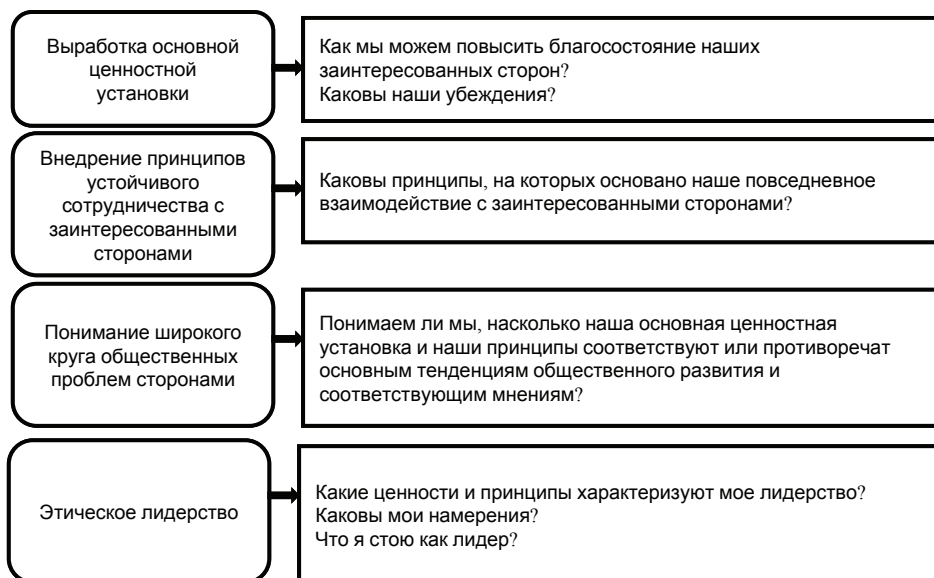 Выработка основной
ценностной
установки
Как мы можем повысить благосостояние наших
заинтересованных сторон?
Каковы наши убеждения?
Внедрение принципов
устойчивого
сотрудничества с
заинтересованными
сторонами
Каковы принципы, на которых основано наше повседневное
взаимодействие с заинтересованными сторонами?
Понимание широкого
круга общественных
проблем сторонами
Понимаем ли мы, насколько наша основная ценностная
установка и наши принципы соответствуют или противоречат
основным тенденциям общественного развития и
соответствующим мнениям?
Этическое лидерство
Какие ценности и принципы характеризуют мое лидерство?
Каковы мои намерения?
Что я стою как лидер?